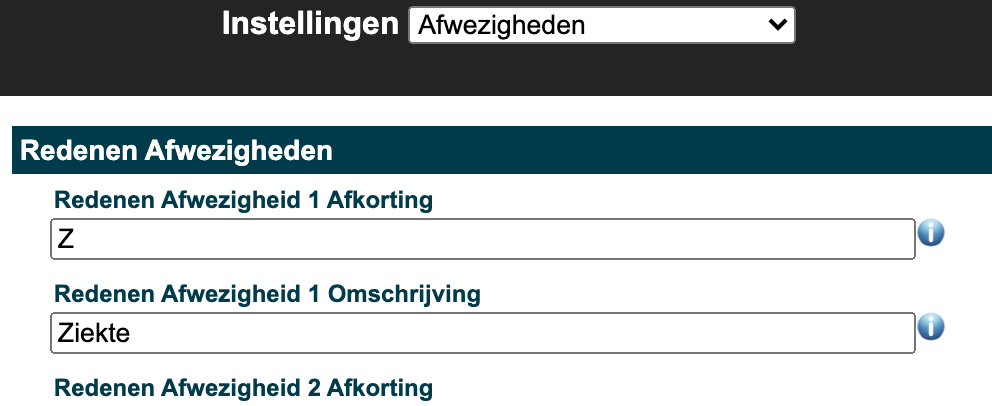 Instellingen Afwezigheden
Redenen Afwezigheden
Redenen Afwezigheid 1 Afkorting
Z
Redenen Afwezigheid 1 Omschrijving
Ziekte
Redenen Afwezigheid 2 Afkorting